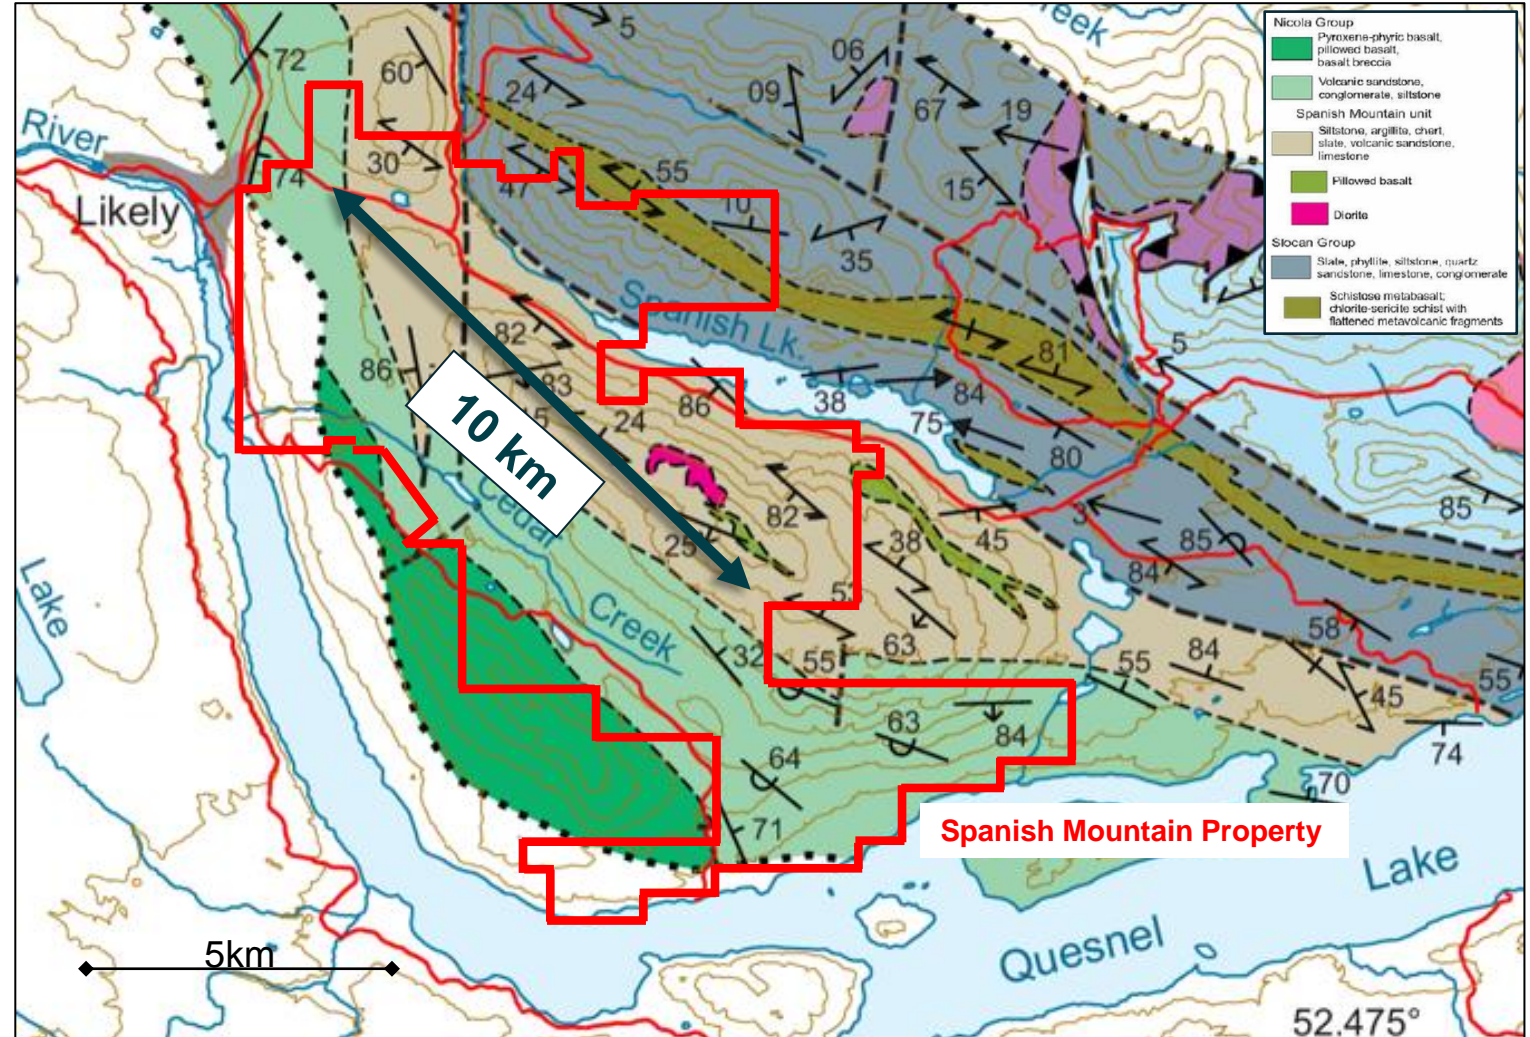 Creek
5
72
60
24
09
06
67
19
30
74
47
55
10
15
35
River
Likely
Spanish Lk.
82
83
86
15
24
86
38
84
75
81
5
80
85
10 km
Cedar
Creek
25
82
38
45
3
85
84
53
63
55
32
58
84
55
55
45
74
63
84
64
71
70
Lake
Spanish Mountain Property
Lake
Quesnel
5km
52.475°
Nicola Group
Pyroxene-phyric basalt,
pillowed basalt,
basalt breccia
Volcanic sandstone,
conglomerate, siltstone
Spanish Mountain unit
Siltstone, argillite, chert,
slate, volcanic sandstone,
limestone
Pillowed basalt
Diorite
Slocan Group
Slate, phyllite, siltstone, quartz
sandstone, limestone, conglomerate
Schistose metabasalt;
chlorite-sericite schist with
flattened metavolcanic fragments